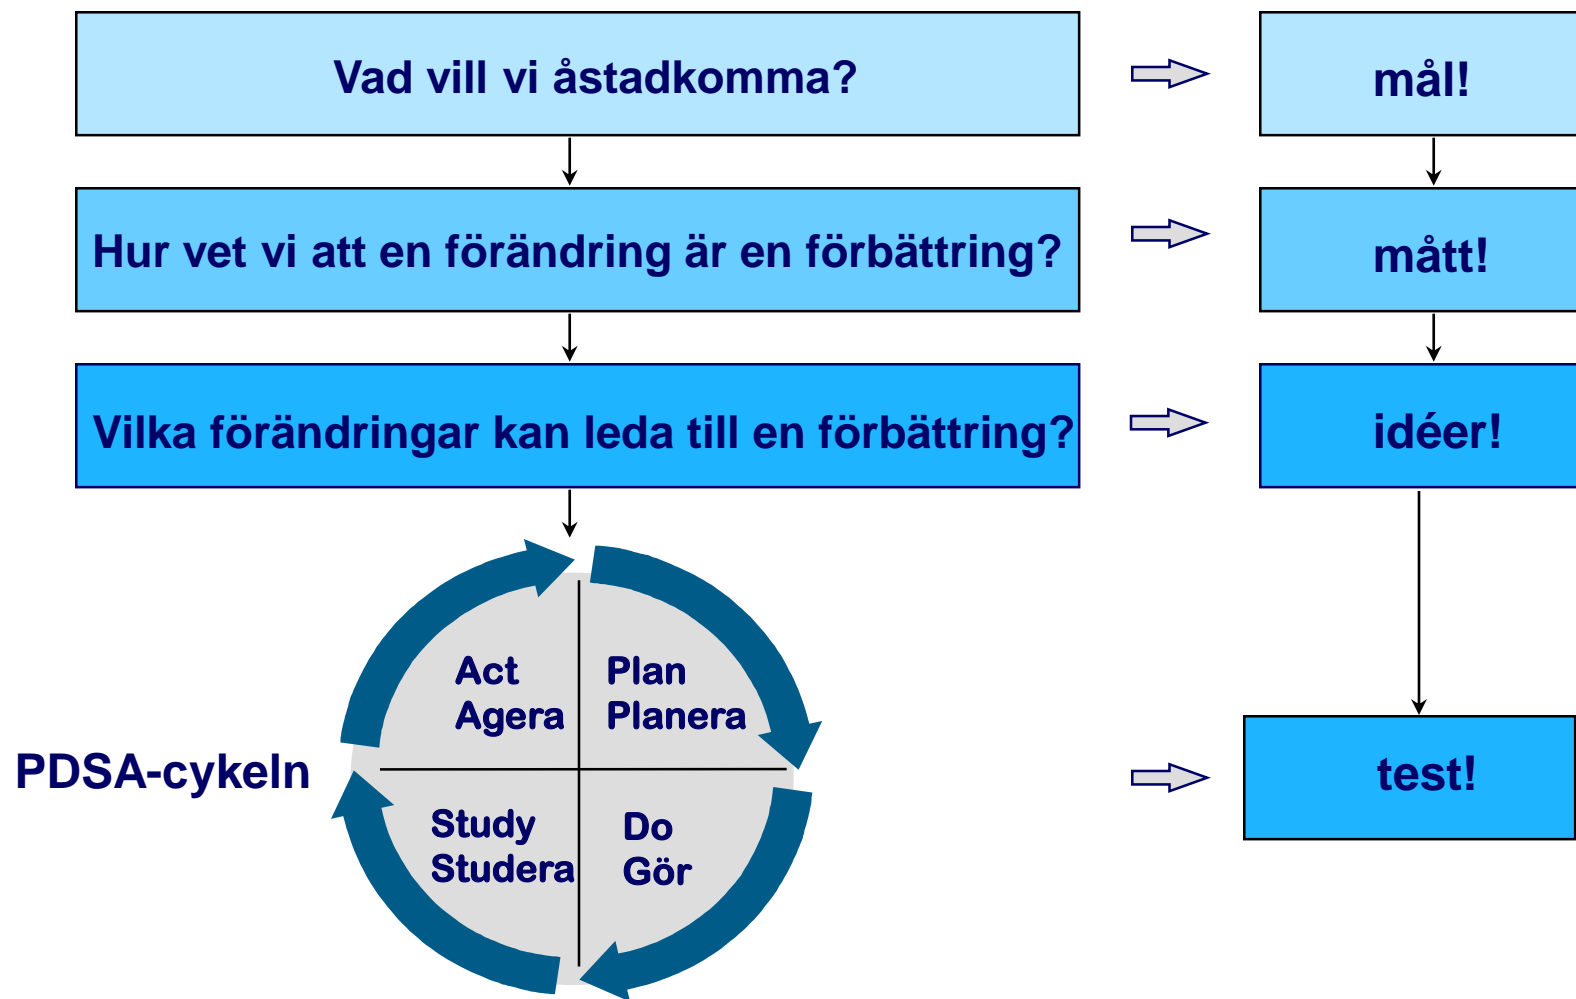 Vad vill vi åstadkomma?
mål!
Hur vet vi att en förändring är en förbättring?
mått!
Vilka förändringar kan leda till en förbättring?
idéer!
Act
Agera
Plan
Planera
PDSA-cykeln
Study
Studera
Do
Gör
test!